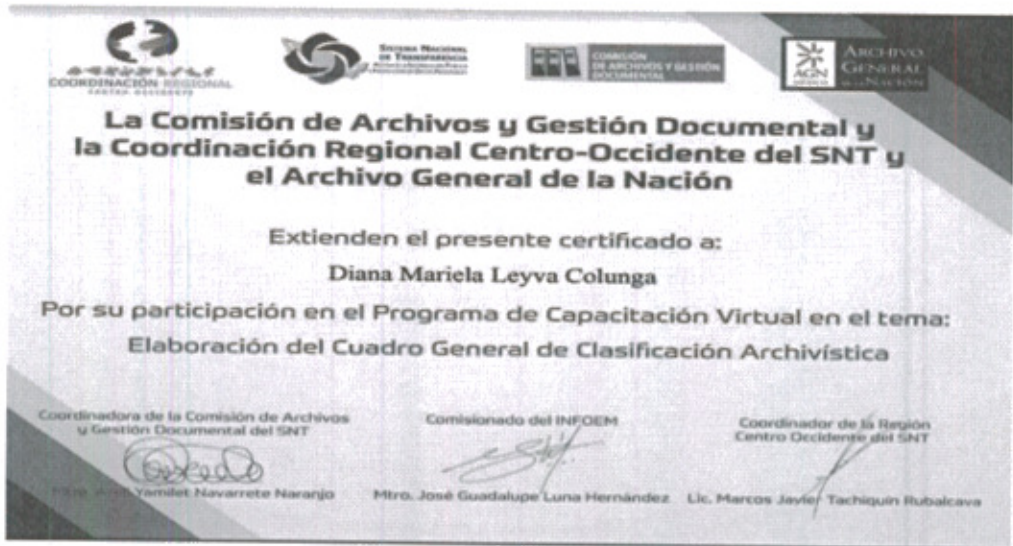 COORDINACIÓN REGIONAL
CENTRO OCCIDENTE
SISTEMA NACIONAL
DE TRANSPARENCIA
COMISIÓN
DE ARCHIVOS Y GESTIÓN
DOCUMENTAL
AGN
MÉXICO
ARCHIVO
GENERAL
DE LA NACIÓN
La Comisión de Archivos y Gestión Documental y
la Coordinación Regional Centro-Occidente del SNT y
el Archivo General de la Nación
Extienden el presente certificado a:
Diana Mariela Leyva Colunga
Por su participación en el Programa de Capacitación Virtual en el tema:
Elaboración del Cuadro General de Clasificación Archivística
Coordinadora de la Comisión de Archivos
y Gestión Documental del SNT
Yamilet Navarrete Naranjo
Comisionado del INFOEM
Mtro. José Guadalupe Luna Hernández
Coordinador de la Región
Centro Occidente del SNT
Lic. Marcos Javier Tachiquín Rubalcava